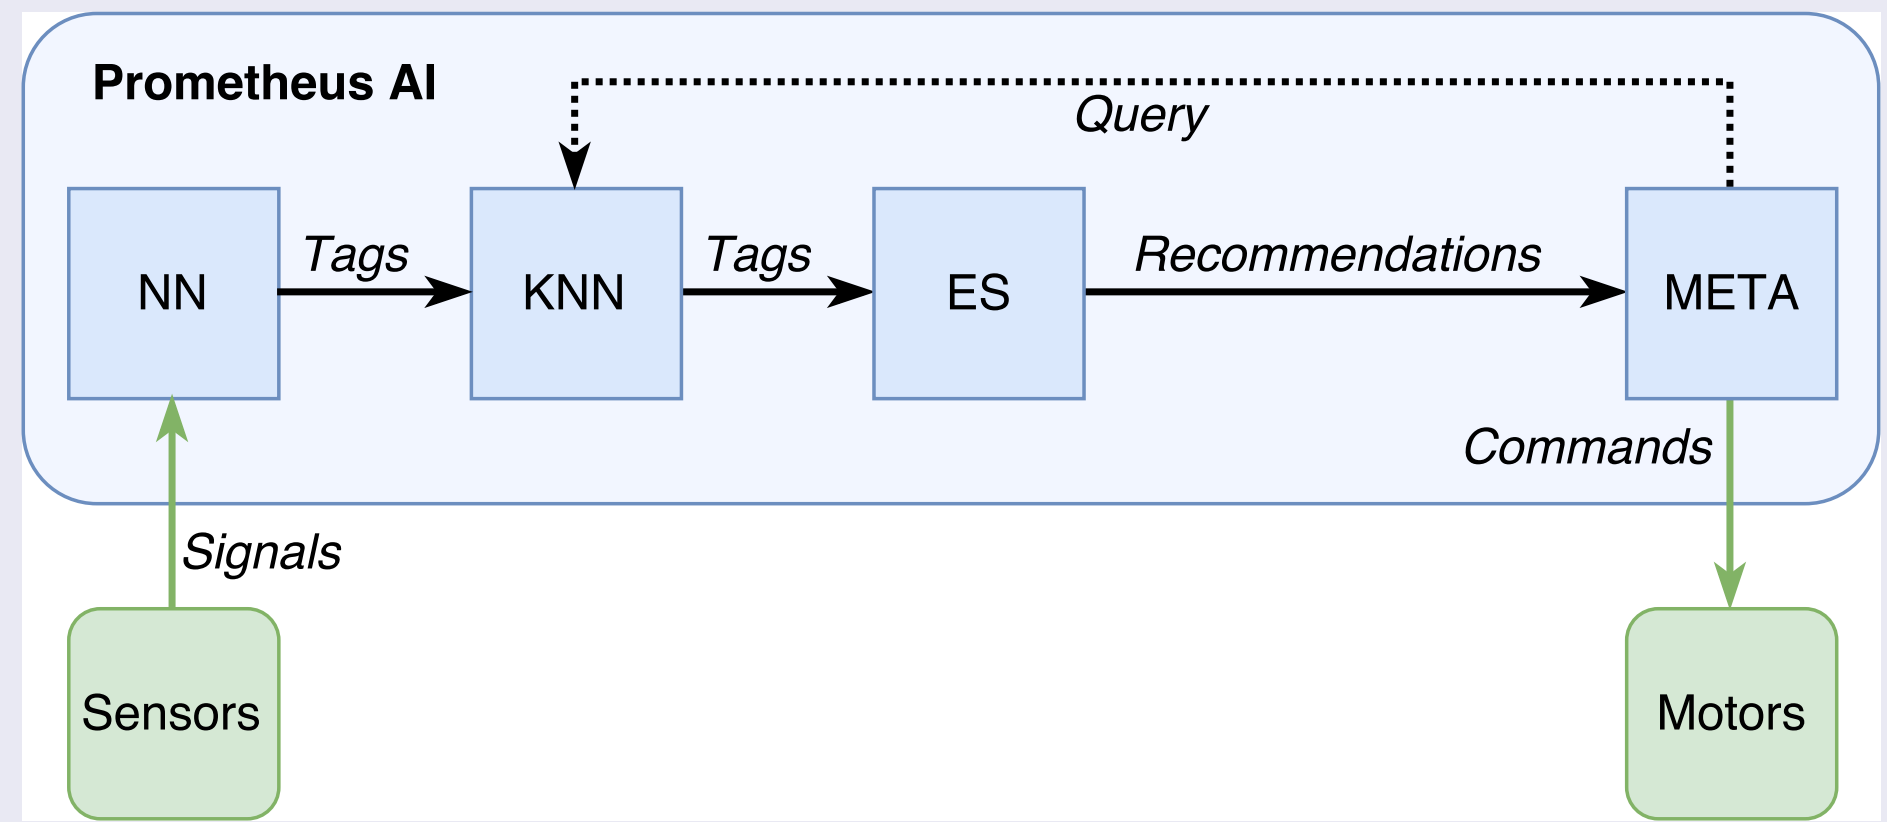 Prometheus AI
Query
Tags
Tags
Recommendations
NN
KNN
ES
META
Commands
Signals
Sensors
Motors